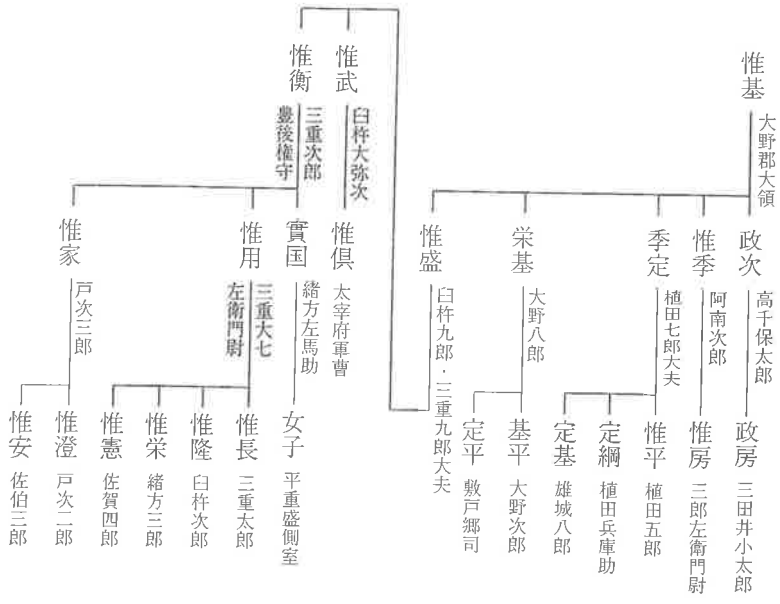 惟基 大野郡大領
政次 高千保太郎
政房 三田井小太郎
惟季 阿南次郎
惟房 三郎左衛門尉
季定 植田七郎大夫
惟平 植田五郎
定綱 植田兵庫助
定基 雄城八郎
栄基 大野八郎
基平 大野次郎
定平 敷戸郷司
惟盛 臼杵九郎・三重九郎大夫
惟武 臼杵大弥次
惟倶 太宰府軍曹
惟衡 三重次郎
豊後権守
實国 緒方左馬助
女子 平重盛側室
惟用 三重大七
左衛門尉
惟長 三重太郎
惟隆 臼杵次郎
惟栄 緒方三郎
惟憲 佐賀四郎
惟家 戸次三郎
惟澄 戸次二郎
惟安 佐伯三郎